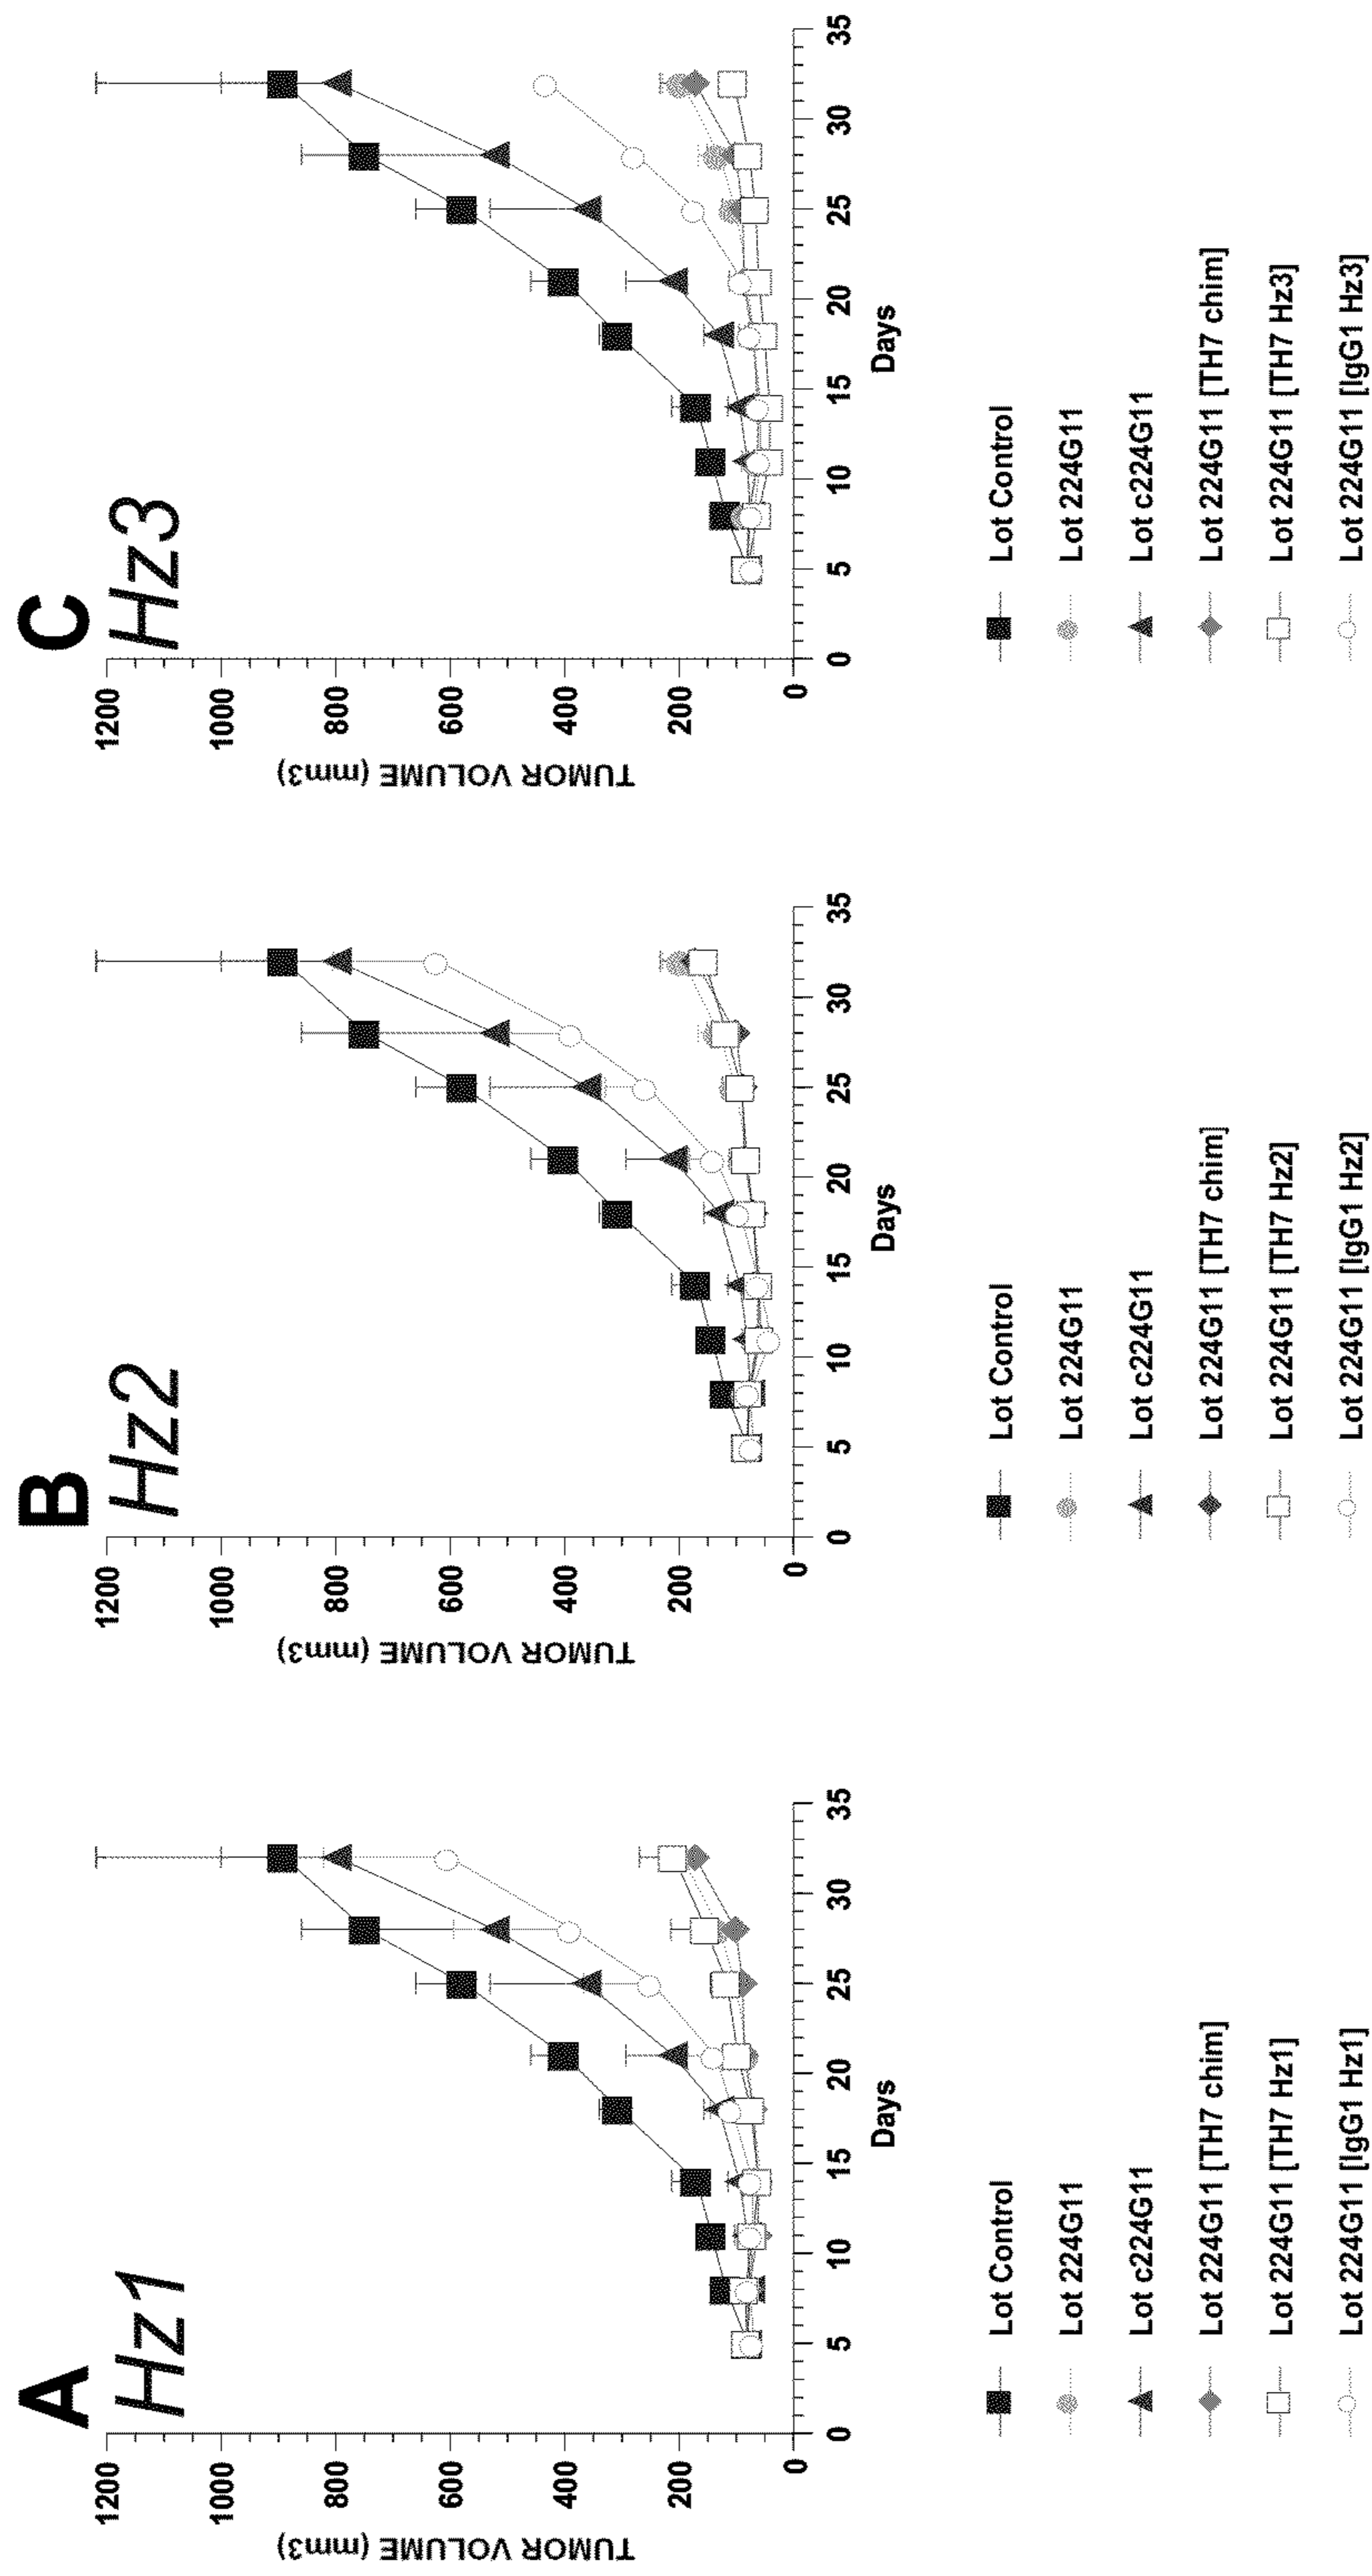 A
Hz1
TUMOR VOLUME (mm3)
1200
1000
800
600
400
200
0
0 5 10 15 20 25 30 35
Days
Lot Control
Lot 224G11
Lot c224G11
Lot 224G11 [TH7 chim]
Lot 224G11 [TH7 Hz1]
Lot 224G11 [IgG1 Hz1]
B
Hz2
TUMOR VOLUME (mm3)
1200
1000
800
600
400
200
0
0 5 10 15 20 25 30 35
Days
Lot Control
Lot 224G11
Lot c224G11
Lot 224G11 [TH7 chim]
Lot 224G11 [TH7 Hz2]
Lot 224G11 [IgG1 Hz2]
C
Hz3
TUMOR VOLUME (mm3)
1200
1000
800
600
400
200
0
0 5 10 15 20 25 30 35
Days
Lot Control
Lot 224G11
Lot c224G11
Lot 224G11 [TH7 chim]
Lot 224G11 [TH7 Hz3]
Lot 224G11 [IgG1 Hz3]